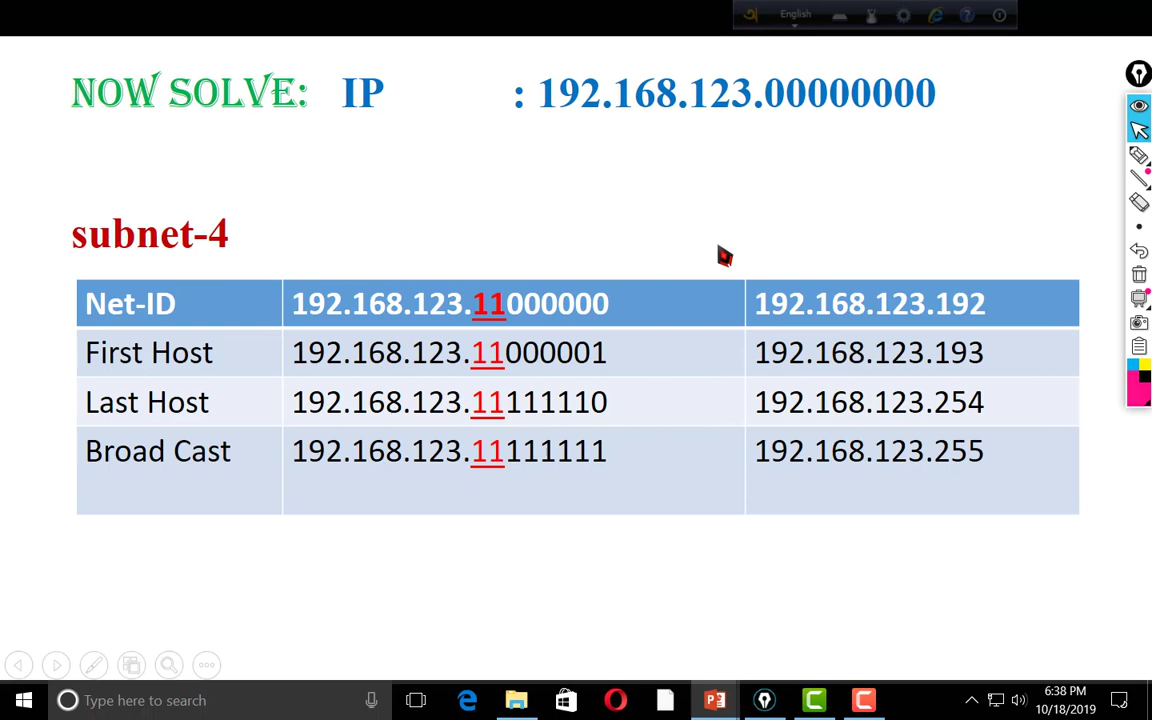 English
NOW SOLVE: IP : 192.168.123.00000000
subnet-4
Net-ID 192.168.123.11000000 192.168.123.192
First Host 192.168.123.11000001 192.168.123.193
Last Host 192.168.123.11111110 192.168.123.254
Broad Cast 192.168.123.11111111 192.168.123.255
Type here to search
6:38 PM
10/18/2019